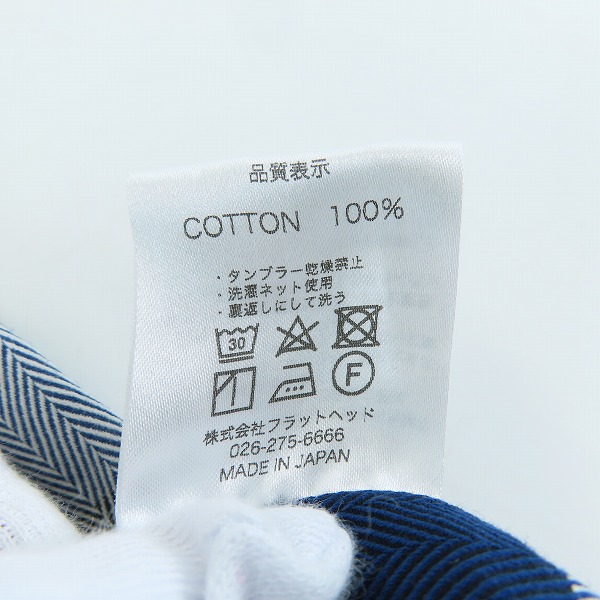 品質表示
COTTON 100%
・タンブラー乾燥禁止
・洗濯ネット使用
・裏返しにして洗う
30
F
株式会社フラットヘッド
026-275-6666
MADE IN JAPAN